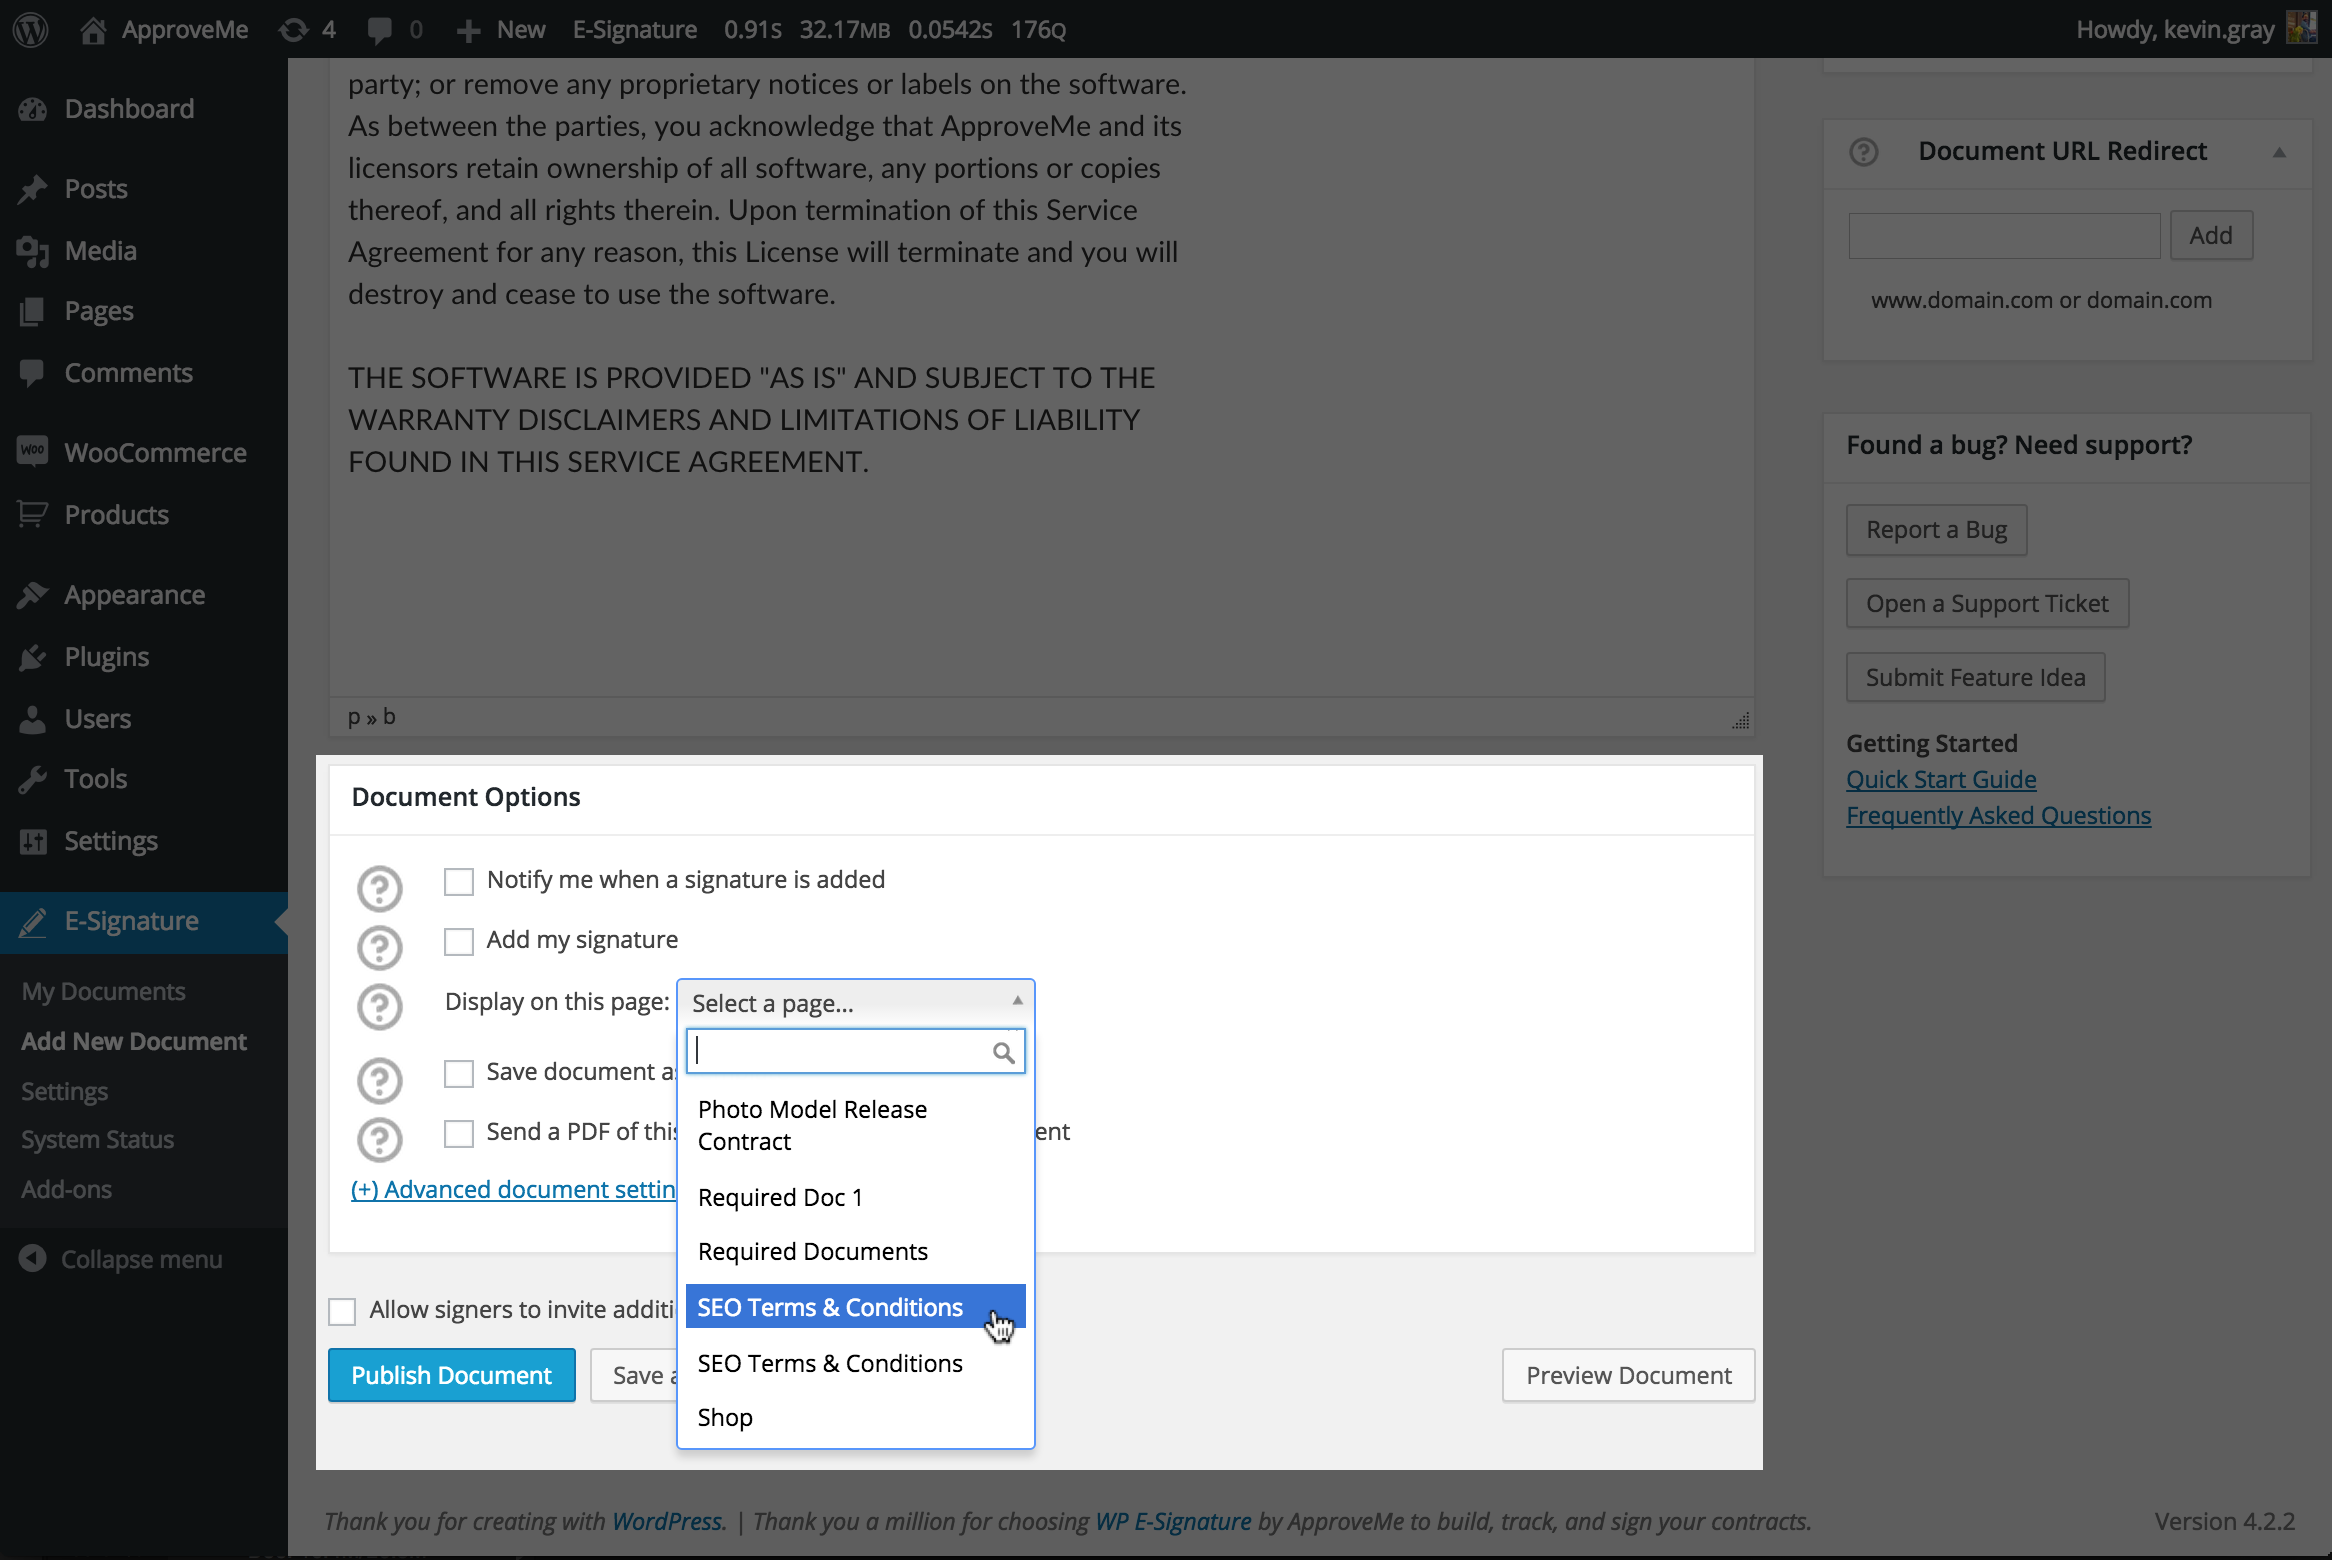 ApproveMe 4 0 New E-Signature 0.91S 32.17MB 0.0542S 176Q Howdy, kevin.gray
Dashboard
Posts
Media
Pages
Comments
WOO WooCommerce
Products
Appearance
Plugins
Users
Tools
Settings
E-Signature
My Documents
Add New Document
Settings
System Status
Add-ons
Collapse menu
party; or remove any proprietary notices or labels on the software.
As between the parties, you acknowledge that ApproveMe and its
licensors retain ownership of all software, any portions or copies
thereof, and all rights therein. Upon termination of this Service
Agreement for any reason, this License will terminate and you will
destroy and cease to use the software.
THE SOFTWARE IS PROVIDED "AS IS" AND SUBJECT TO THE
WARRANTY DISCLAIMERS AND LIMITATIONS OF LIABILITY
FOUND IN THIS SERVICE AGREEMENT.
p » b
Document Options
Notify me when a signature is added
Add my signature
Display on this page: Select a page...
Save document as
Send a PDF of this ent
(+) Advanced document settin
Photo Model Release
Contract
Required Doc 1
Required Documents
SEO Terms & Conditions
SEO Terms & Conditions
Shop
Allow signers to invite additi
Publish Document Save a Preview Document
Document URL Redirect
Add
www.domain.com or domain.com
Found a bug? Need support?
Report a Bug
Open a Support Ticket
Submit Feature Idea
Getting Started
Quick Start Guide
Frequently Asked Questions
Thank you for creating with WordPress. | Thank you a million for choosing WP E-Signature by ApproveMe to build, track, and sign your contracts. Version 4.2.2